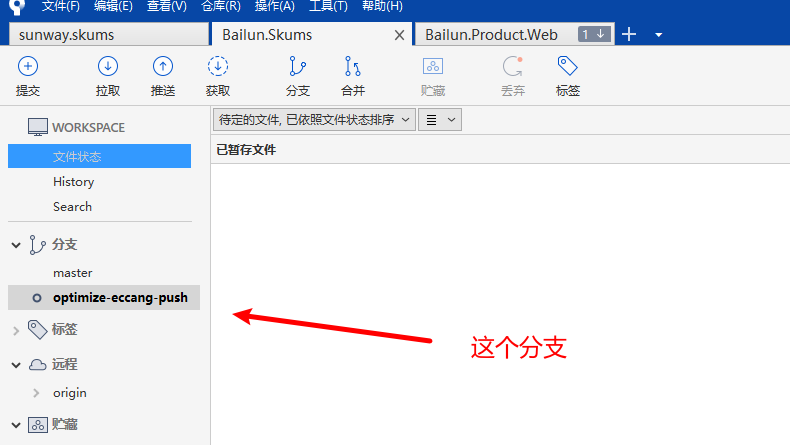 文件(F) 编辑(E) 查看(V) 仓库(R) 操作(A) 工具(T) 帮助(H)
sunway.skums Bailun.Skums Bailun.Product.Web 1
提交 拉取 推送 获取 分支 合并 贮藏 丢弃 标签
WORKSPACE
文件状态
History
Search
分支
master
optimize-eccang-push
标签
远程
origin
贮藏
待定的文件, 已依照文件状态排序
已暂存文件
这个分支